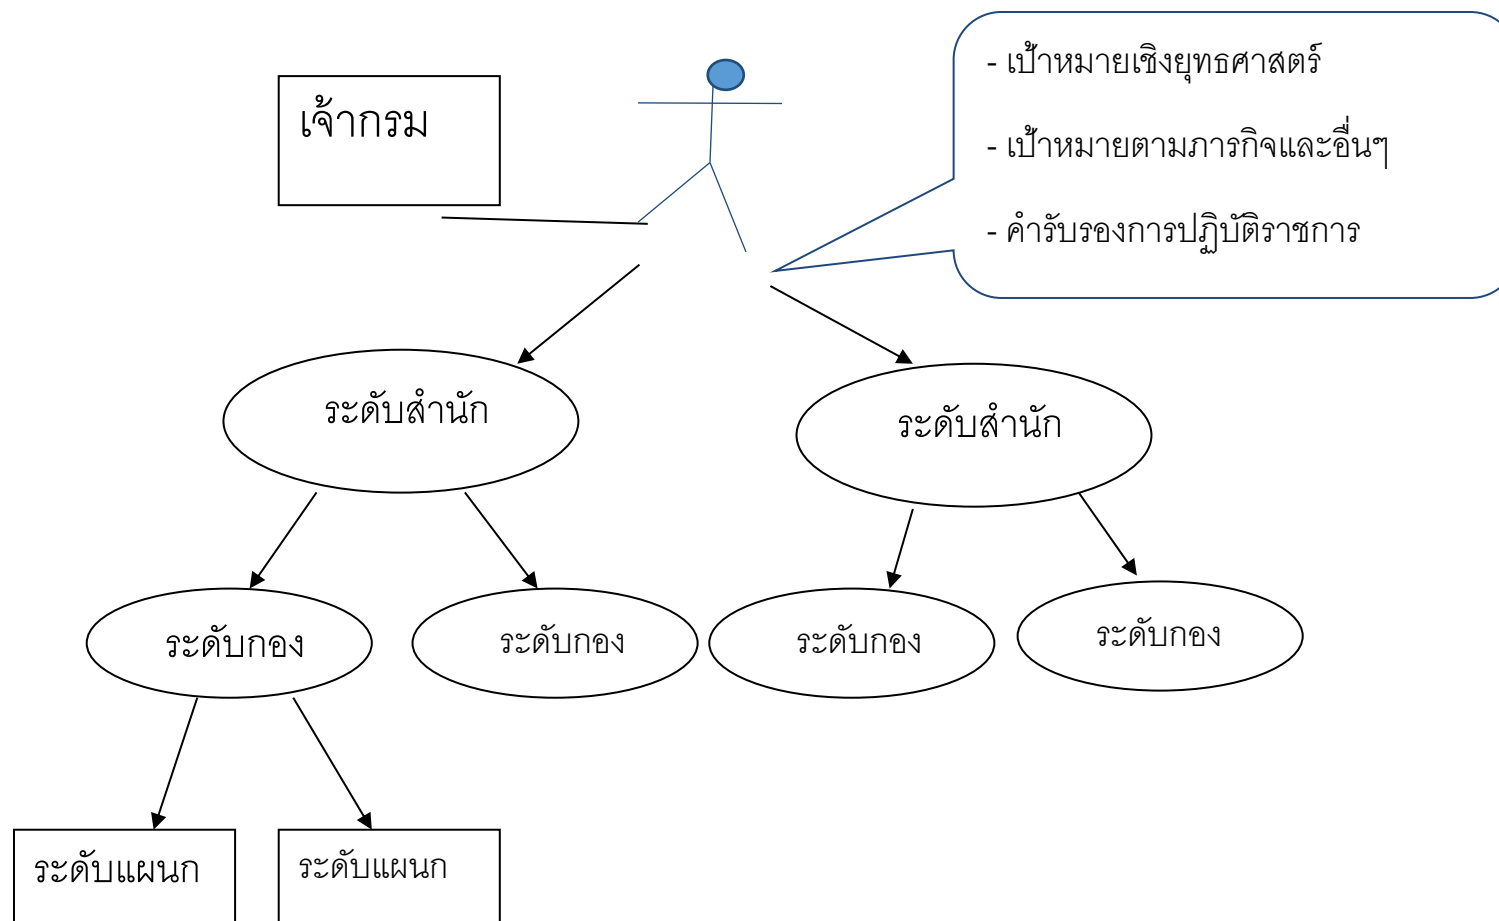 เจ้ากรม
- เป้าหมายเชิงยุทธศาสตร์
- เป้าหมายตามภารกิจและอื่นๆ
- คำรับรองการปฏิบัติราชการ
ระดับสำนัก
ระดับสำนัก
ระดับกอง
ระดับกอง
ระดับกอง
ระดับกอง
ระดับแผนก
ระดับแผนก